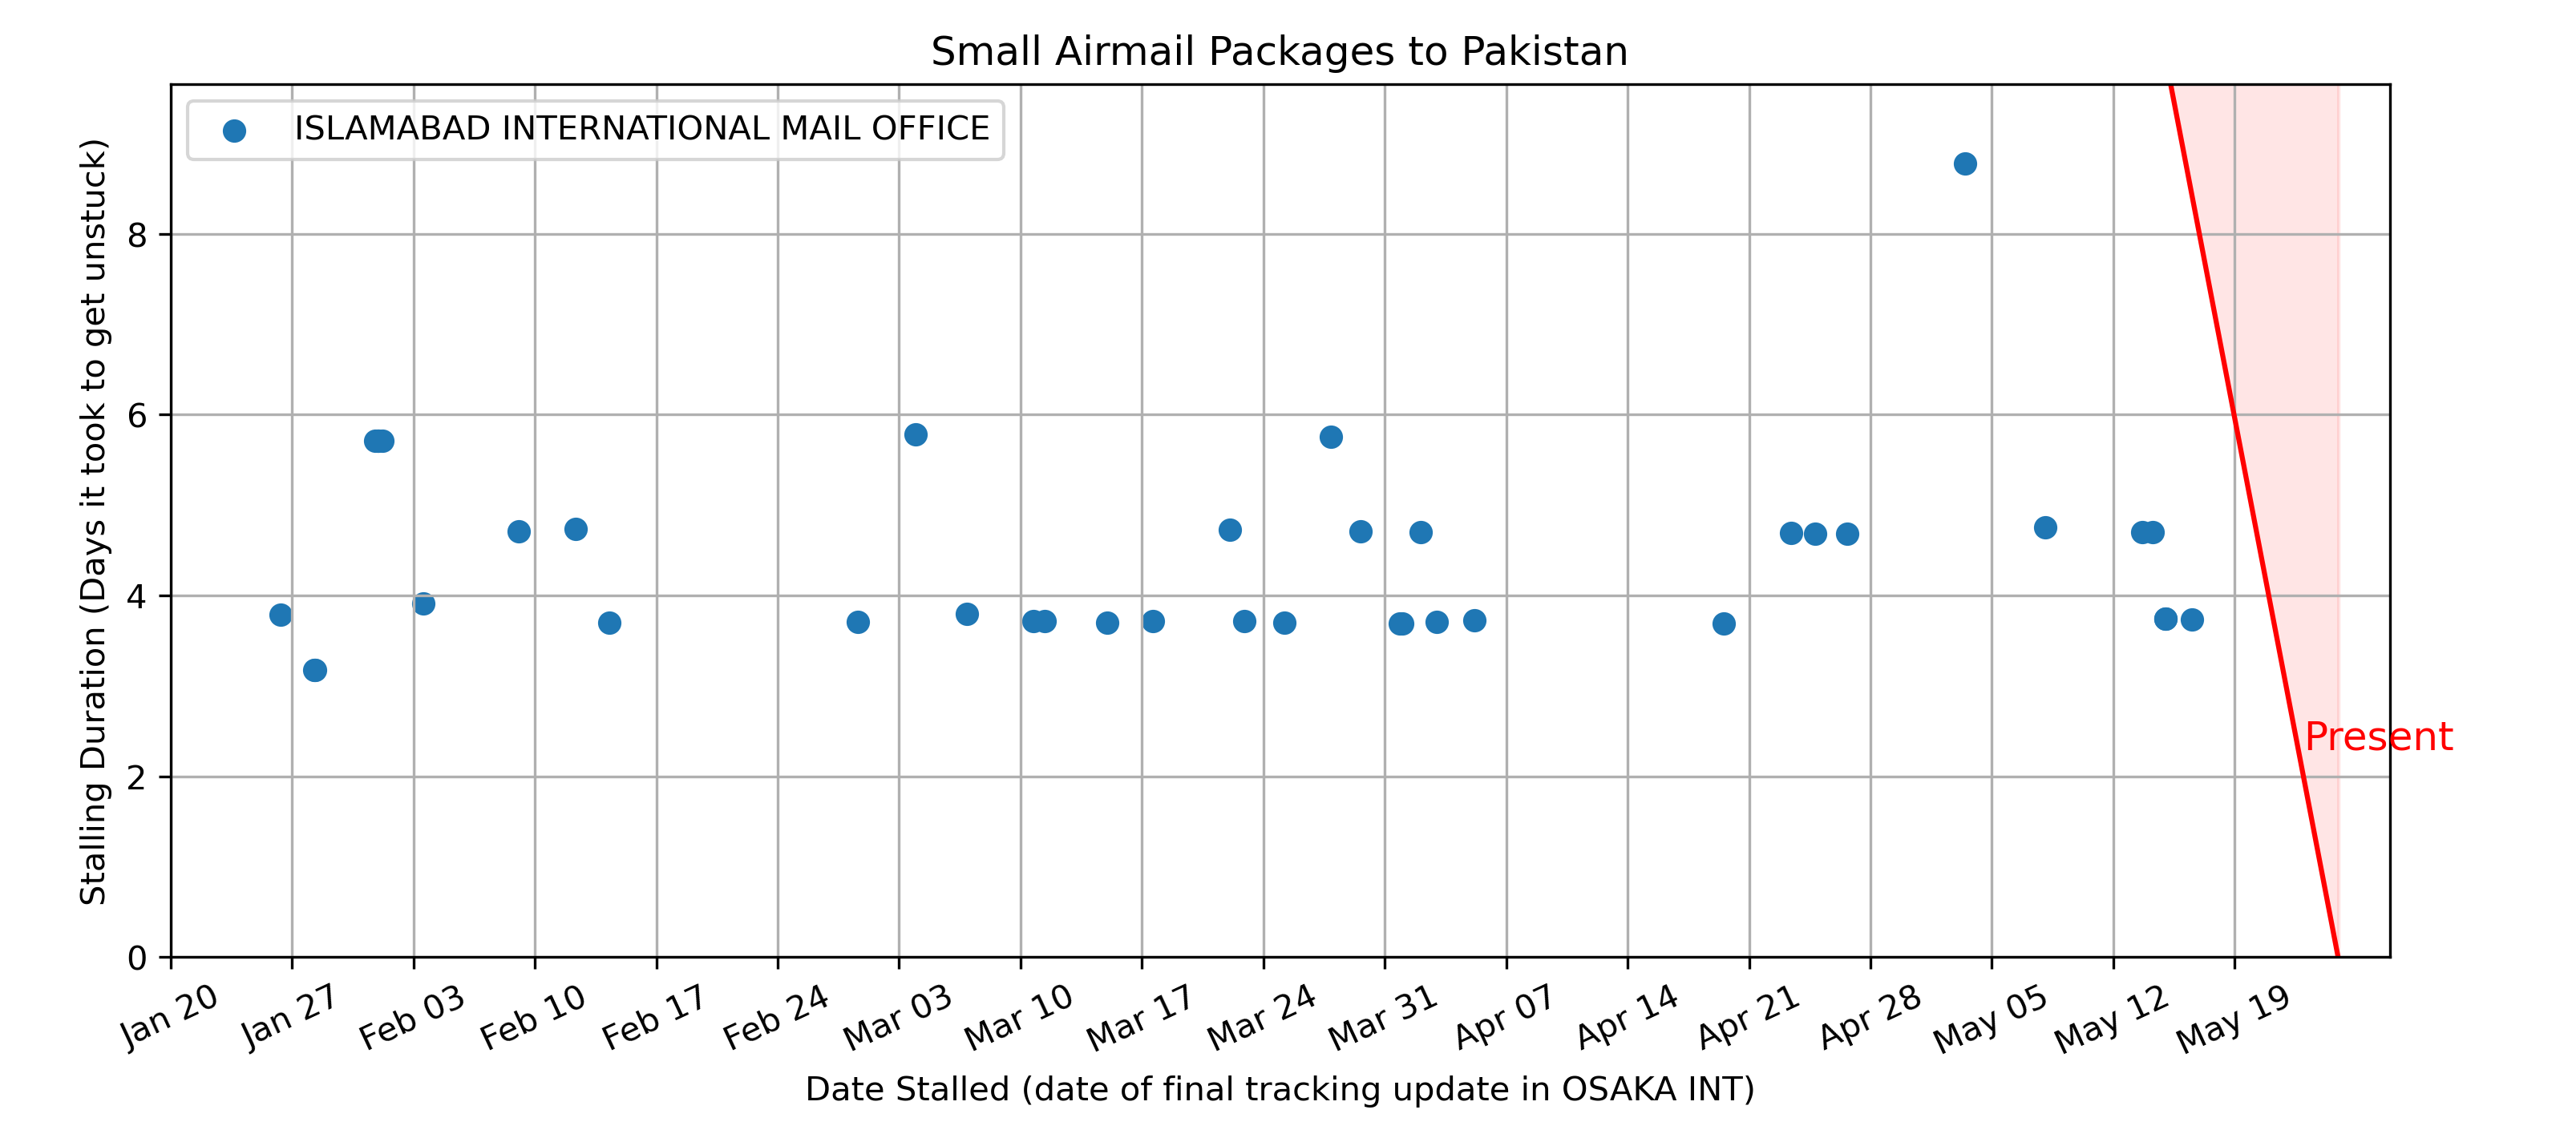 Small Airmail Packages to Pakistan
ISLAMABAD INTERNATIONAL MAIL OFFICE
Stalling Duration (Days it took to get unstuck)
8
6
4
2
0
Present
Jan 20
Jan 27
Feb 03
Feb 10
Feb 17
Feb 24
Mar 03
Mar 10
Mar 17
Mar 24
Mar 31
Apr 07
Apr 14
Apr 21
Apr 28
May 05
May 12
May 19
Date Stalled (date of final tracking update in OSAKA INT)